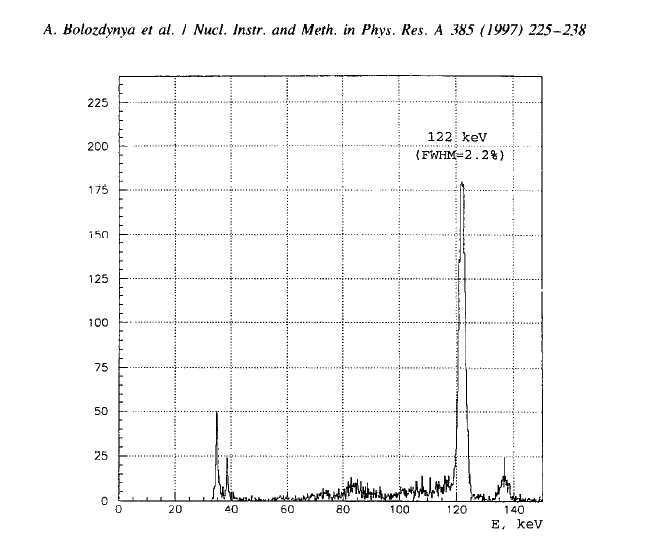 A. Bolozdynya et al. / Nucl. Instr. and Meth. in Phys. Res. A 385 (1997) 225–238
225
122 keV
200
(FWHM=2.2%)
175
150
125
100
75
50
25
0
0 20 40 60 80 100 120 140
E, keV